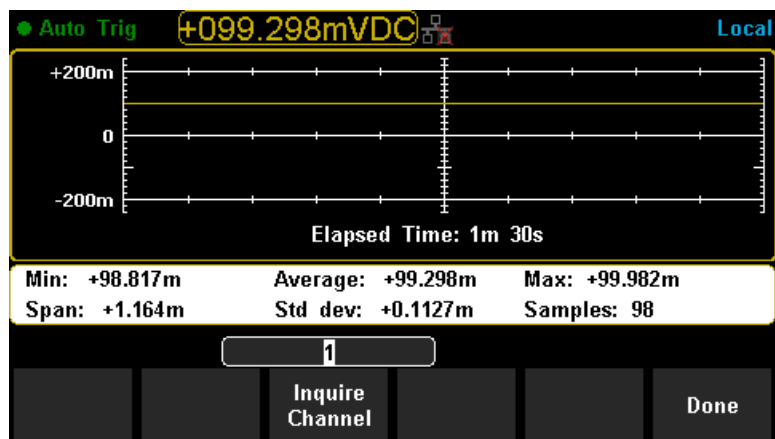 Auto Trig +099.298mVDC Local
+200m
0
-200m
Elapsed Time: 1m 30s
Min: +98.817m Average: +99.298m Max: +99.982m
Span: +1.164m Std dev: +0.1127m Samples: 98
1
Inquire
Channel
Done